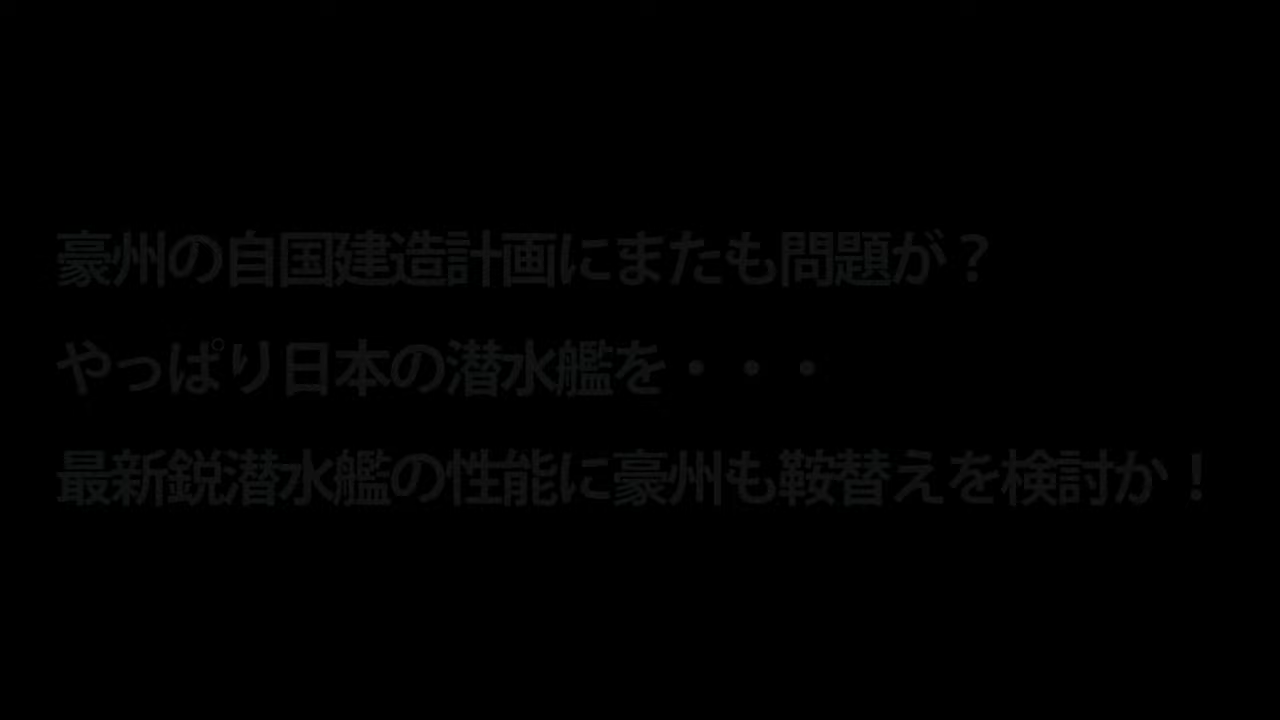 豪州の自国建造計画にまたも問題が？
やっぱり日本の潜水艦を・・・
最新鋭潜水艦の性能に豪州も鞍替えを検討か！